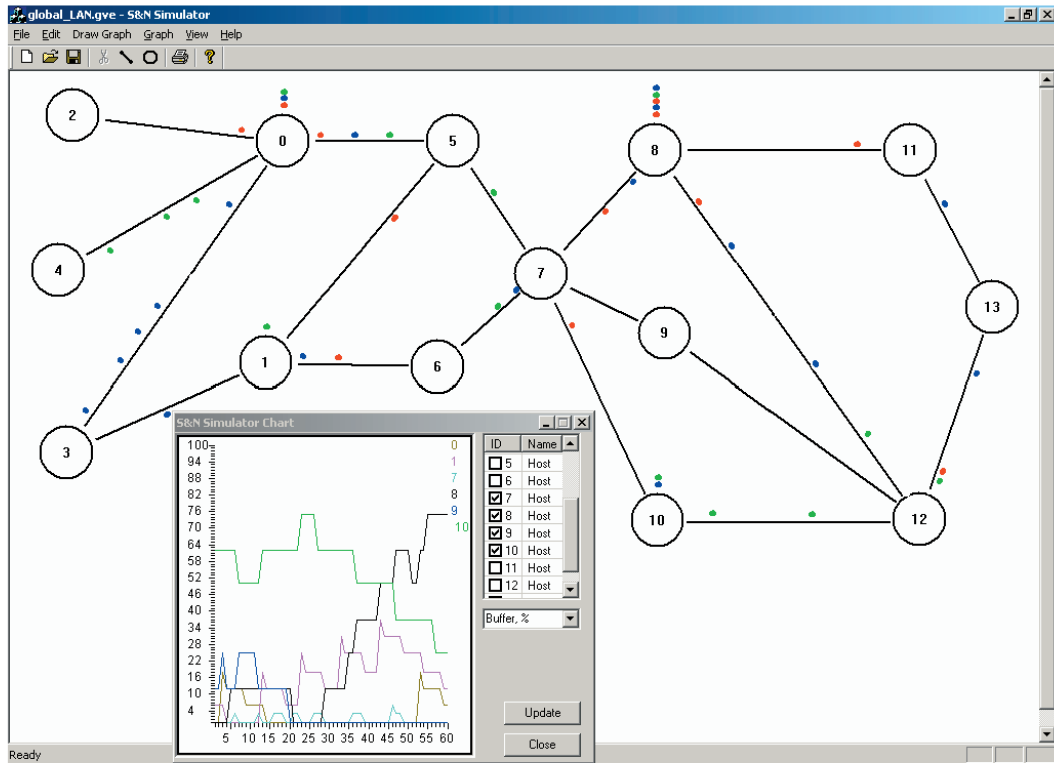 global_LAN.gve - S&N Simulator
File Edit Draw Graph Graph View Help
2
0
5
8
11
4
7
13
1
9
6
3
10
12
S&N Simulator Chart
100
94
88
82
76
70
64
58
52
46
40
34
28
22
16
10
4
5 10 15 20 25 30 35 40 45 50 55 60
0
1
7
8
9
10
ID Name
5 Host
6 Host
7 Host
8 Host
9 Host
10 Host
11 Host
12 Host
Buffer, %
Update
Close
Ready